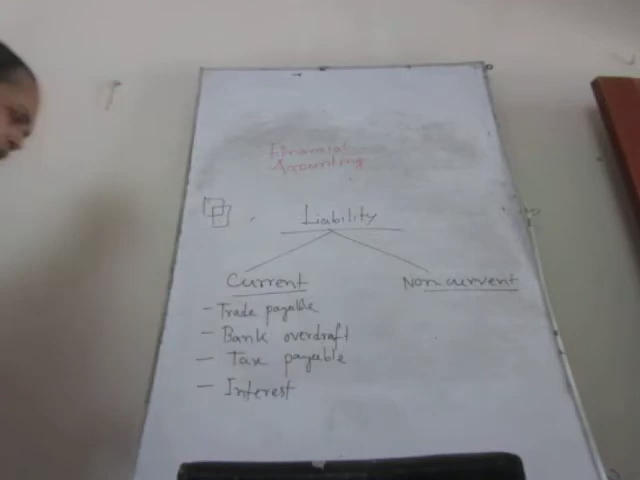 Financial
Accounting
Liability
Current
Non current
- Trade payable
- Bank overdraft
- Tax payable
- Interest